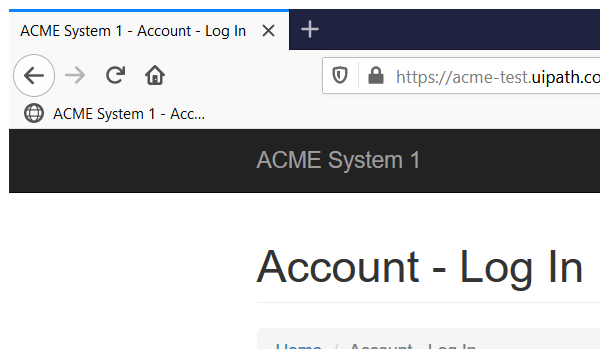 ACME System 1 - Account - Log In
https://acme-test.uipath.co
ACME System 1 - Acc...
ACME System 1
Account - Log In
Home / Account - Log In